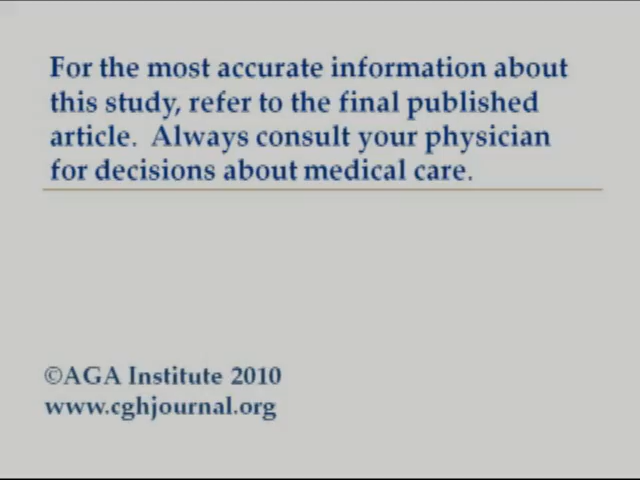 For the most accurate information about
this study, refer to the final published
article.  Always consult your physician
for decisions about medical care.
©AGA Institute 2010
www.cghjournal.org